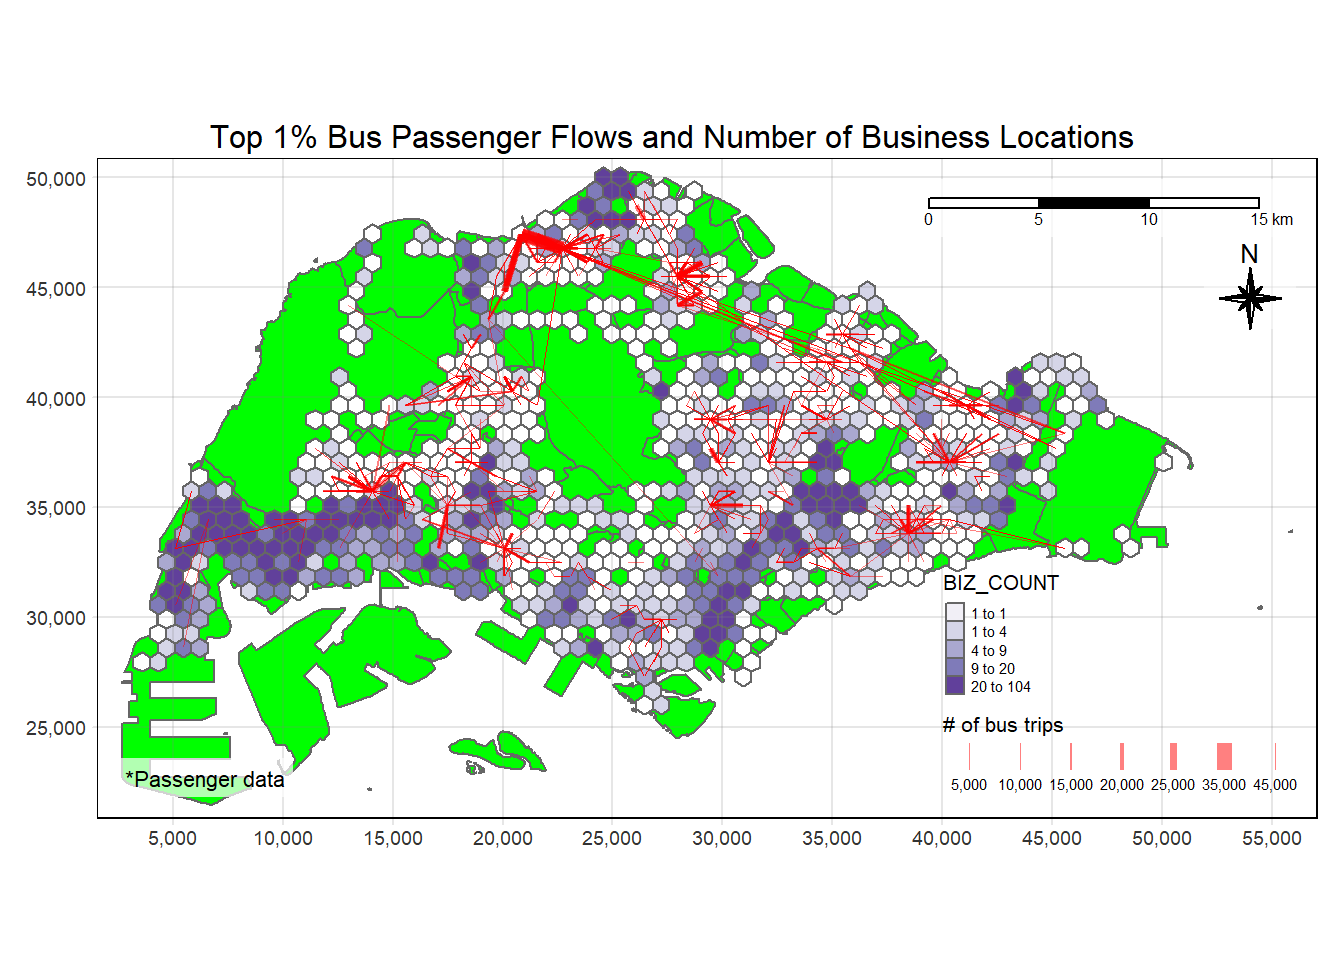 Top 1% Bus Passenger Flows and Number of Business Locations
50,000
45,000
40,000
35,000
30,000
25,000
0 5 10 15 km
N
BIZ_COUNT
1 to 1
1 to 4
4 to 9
9 to 20
20 to 104
# of bus trips
5,000 10,000 15,000 20,000 25,000 35,000 45,000
*Passenger data
5,000 10,000 15,000 20,000 25,000 30,000 35,000 40,000 45,000 50,000 55,000